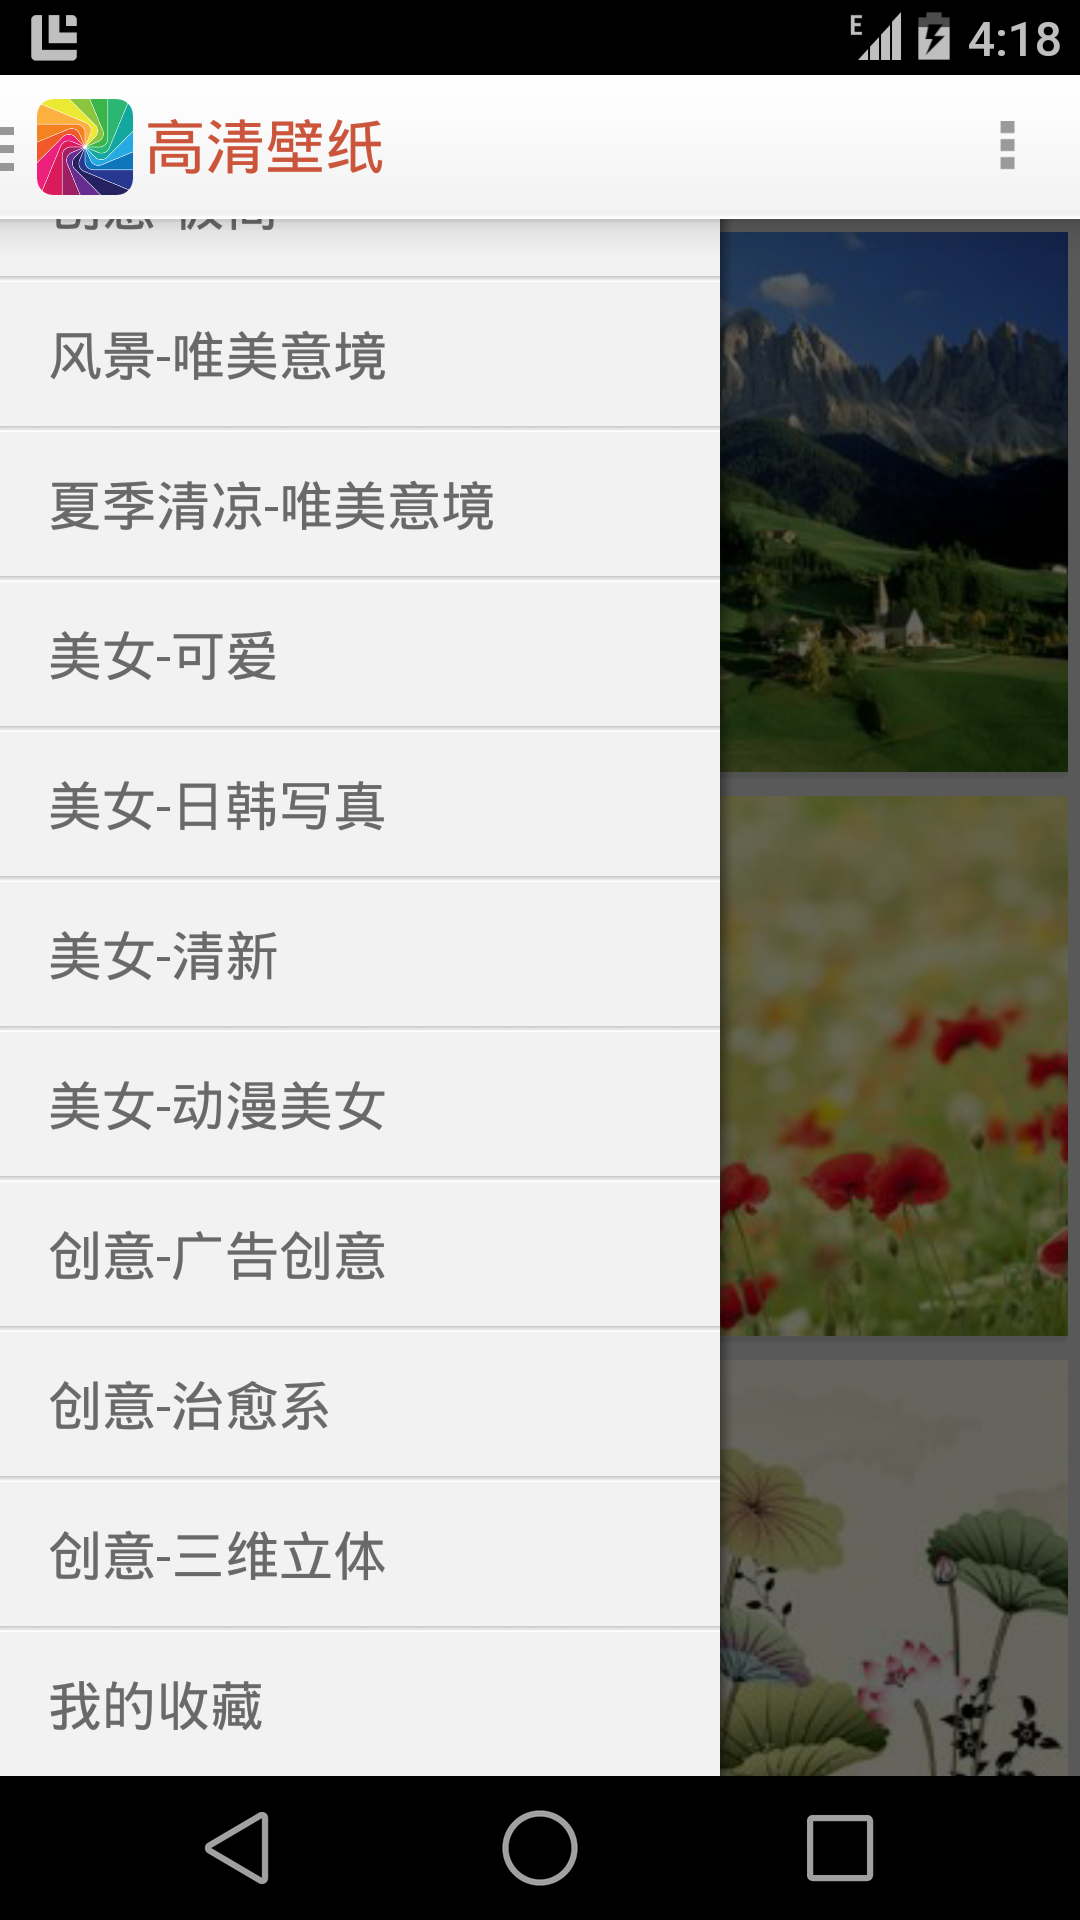 E 4:18
高清壁纸
风景-唯美意境
夏季清凉-唯美意境
美女-可爱
美女-日韩写真
美女-清新
美女-动漫美女
创意-广告创意
创意-治愈系
创意-三维立体
我的收藏